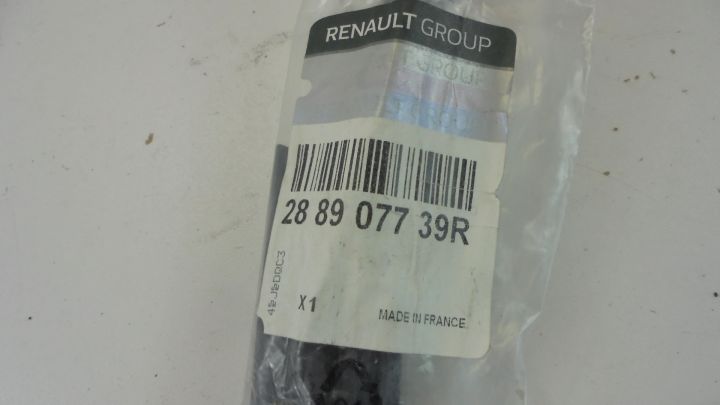 RENAULT GROUP
28 89 077 39R
X1
MADE IN FRANCE